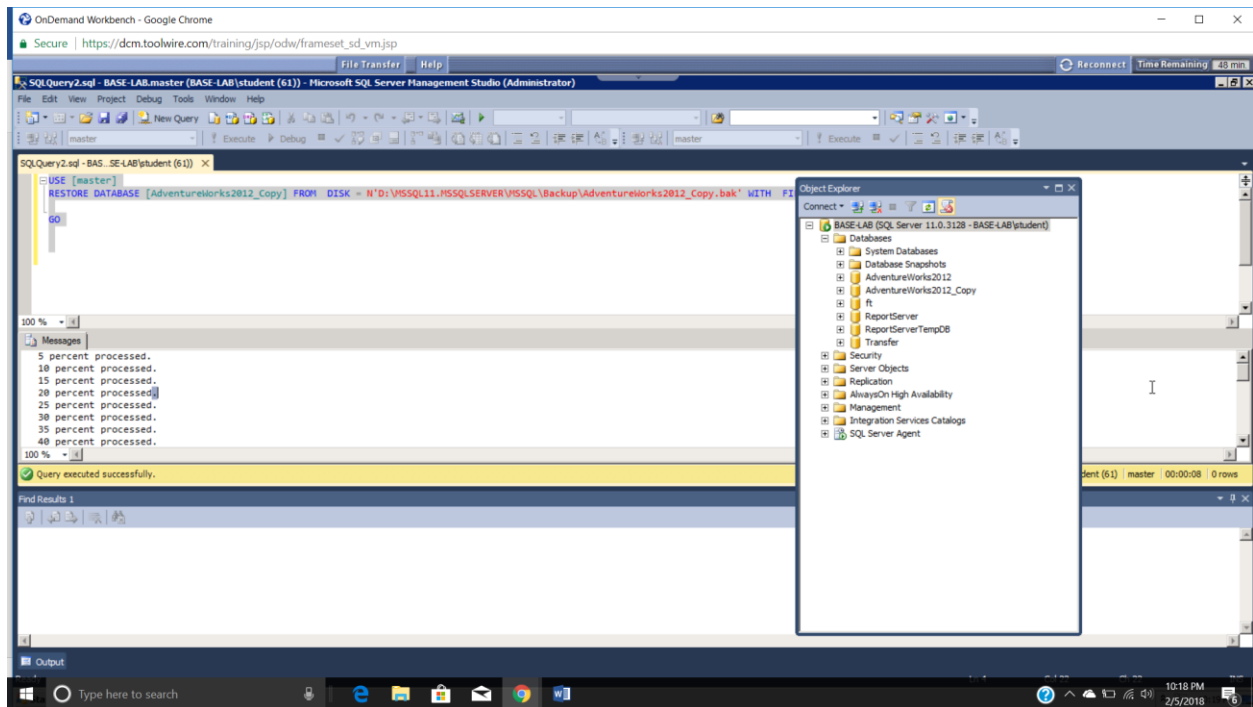 OnDemand Workbench - Google Chrome
Secure | https://dcm.toolwire.com/training/jsp/odw/frameset_sd_vm.jsp
File Transfer Help Reconnect Time Remaining 48 min
SQLQuery2.sql - BASE-LAB.master (BASE-LAB\student (61)) - Microsoft SQL Server Management Studio (Administrator)
File Edit View Project Debug Tools Window Help
New Query
master Execute Debug master Execute
SQLQuery2.sql - BAS...SE-LAB\student (61))
USE [master]
RESTORE DATABASE [AdventureWorks2012_Copy] FROM DISK = N'D:\MSSQL11.MSSQLSERVER\MSSQL\Backup\AdventureWorks2012_Copy.bak' WITH FI
GO
100 %
Messages
5 percent processed.
10 percent processed.
15 percent processed.
20 percent processed.
25 percent processed.
30 percent processed.
35 percent processed.
40 percent processed.
100 %
Query executed successfully.
dent (61) master 00:00:08 0 rows
Object Explorer
Connect
BASE-LAB (SQL Server 11.0.3128 - BASE-LAB\student)
Databases
System Databases
Database Snapshots
AdventureWorks2012
AdventureWorks2012_Copy
ft
ReportServer
ReportServerTempDB
Transfer
Security
Server Objects
Replication
AlwaysOn High Availability
Management
Integration Services Catalogs
SQL Server Agent
Find Results 1
Output
Type here to search
10:18 PM
2/5/2018